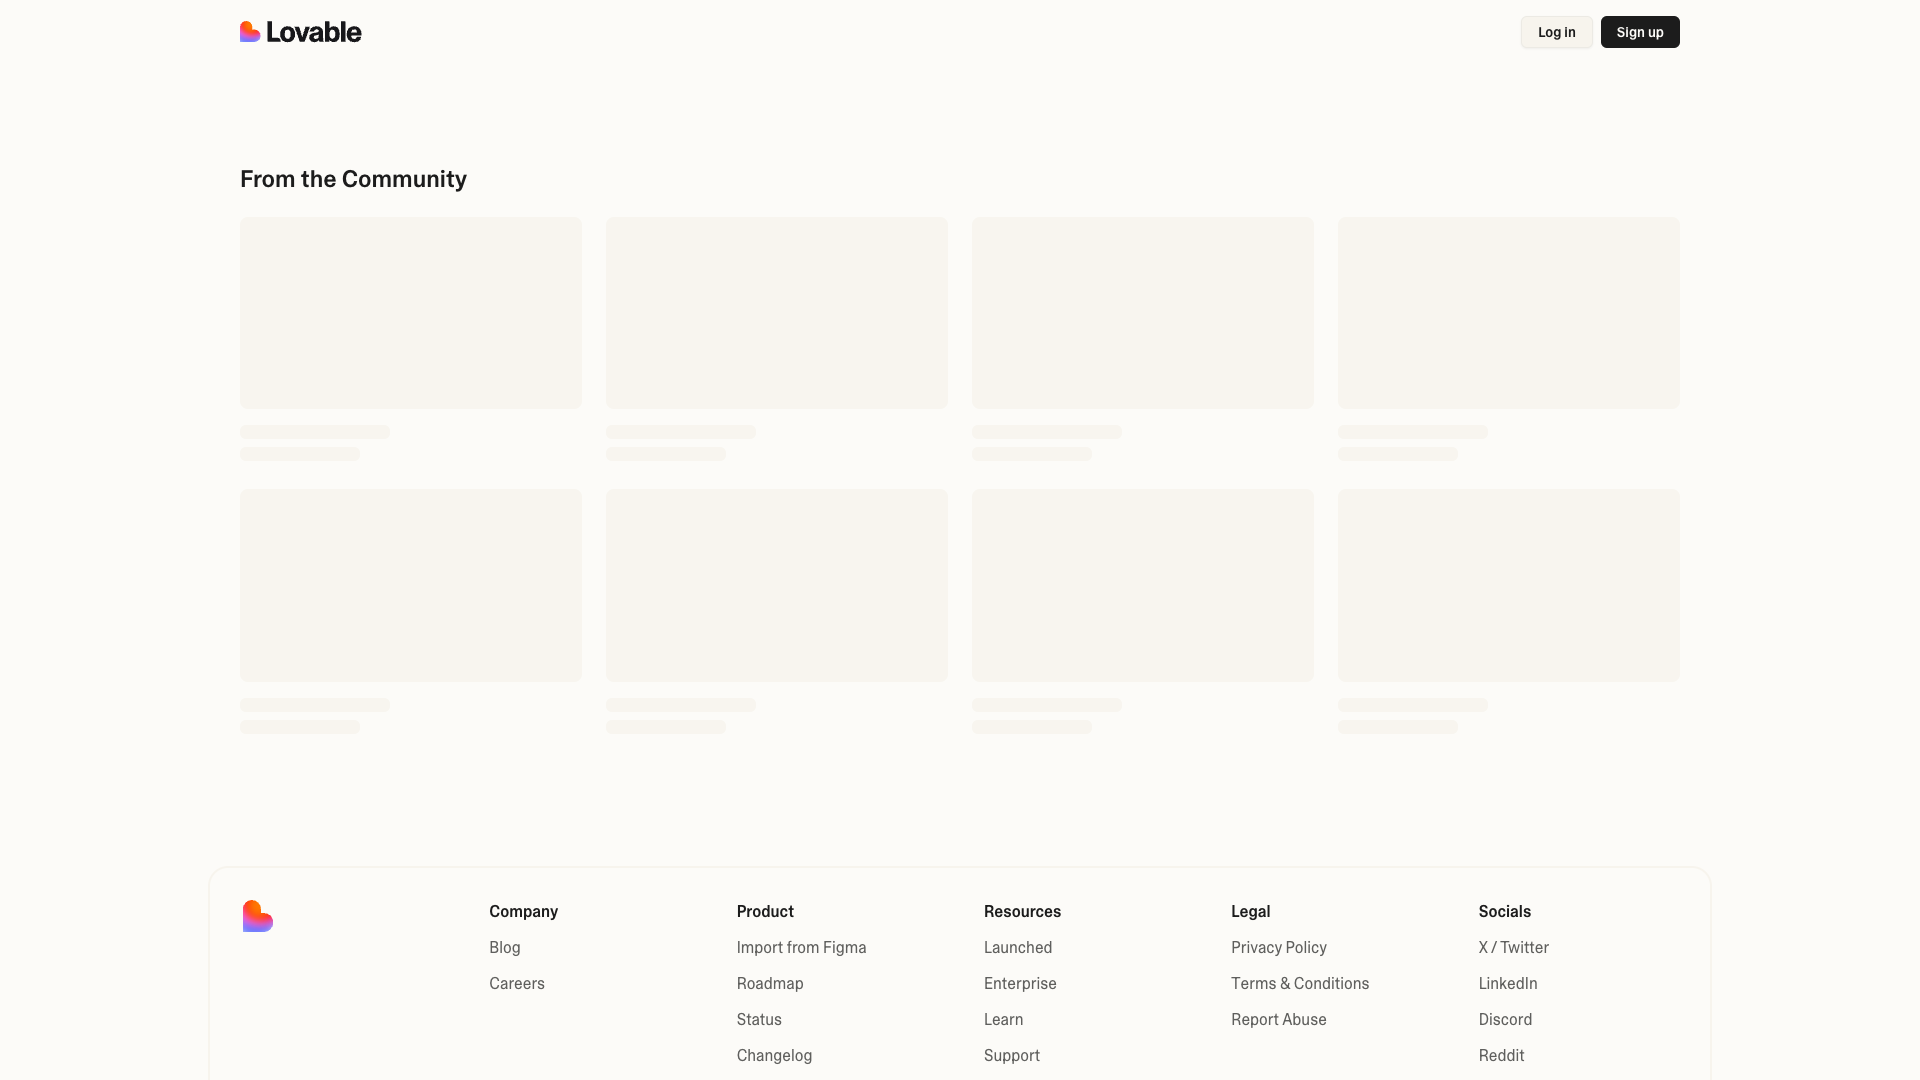 Lovable
Log in
Sign up
From the Community
Company
Blog
Careers
Product
Import from Figma
Roadmap
Status
Changelog
Resources
Launched
Enterprise
Learn
Support
Legal
Privacy Policy
Terms & Conditions
Report Abuse
Socials
X / Twitter
LinkedIn
Discord
Reddit